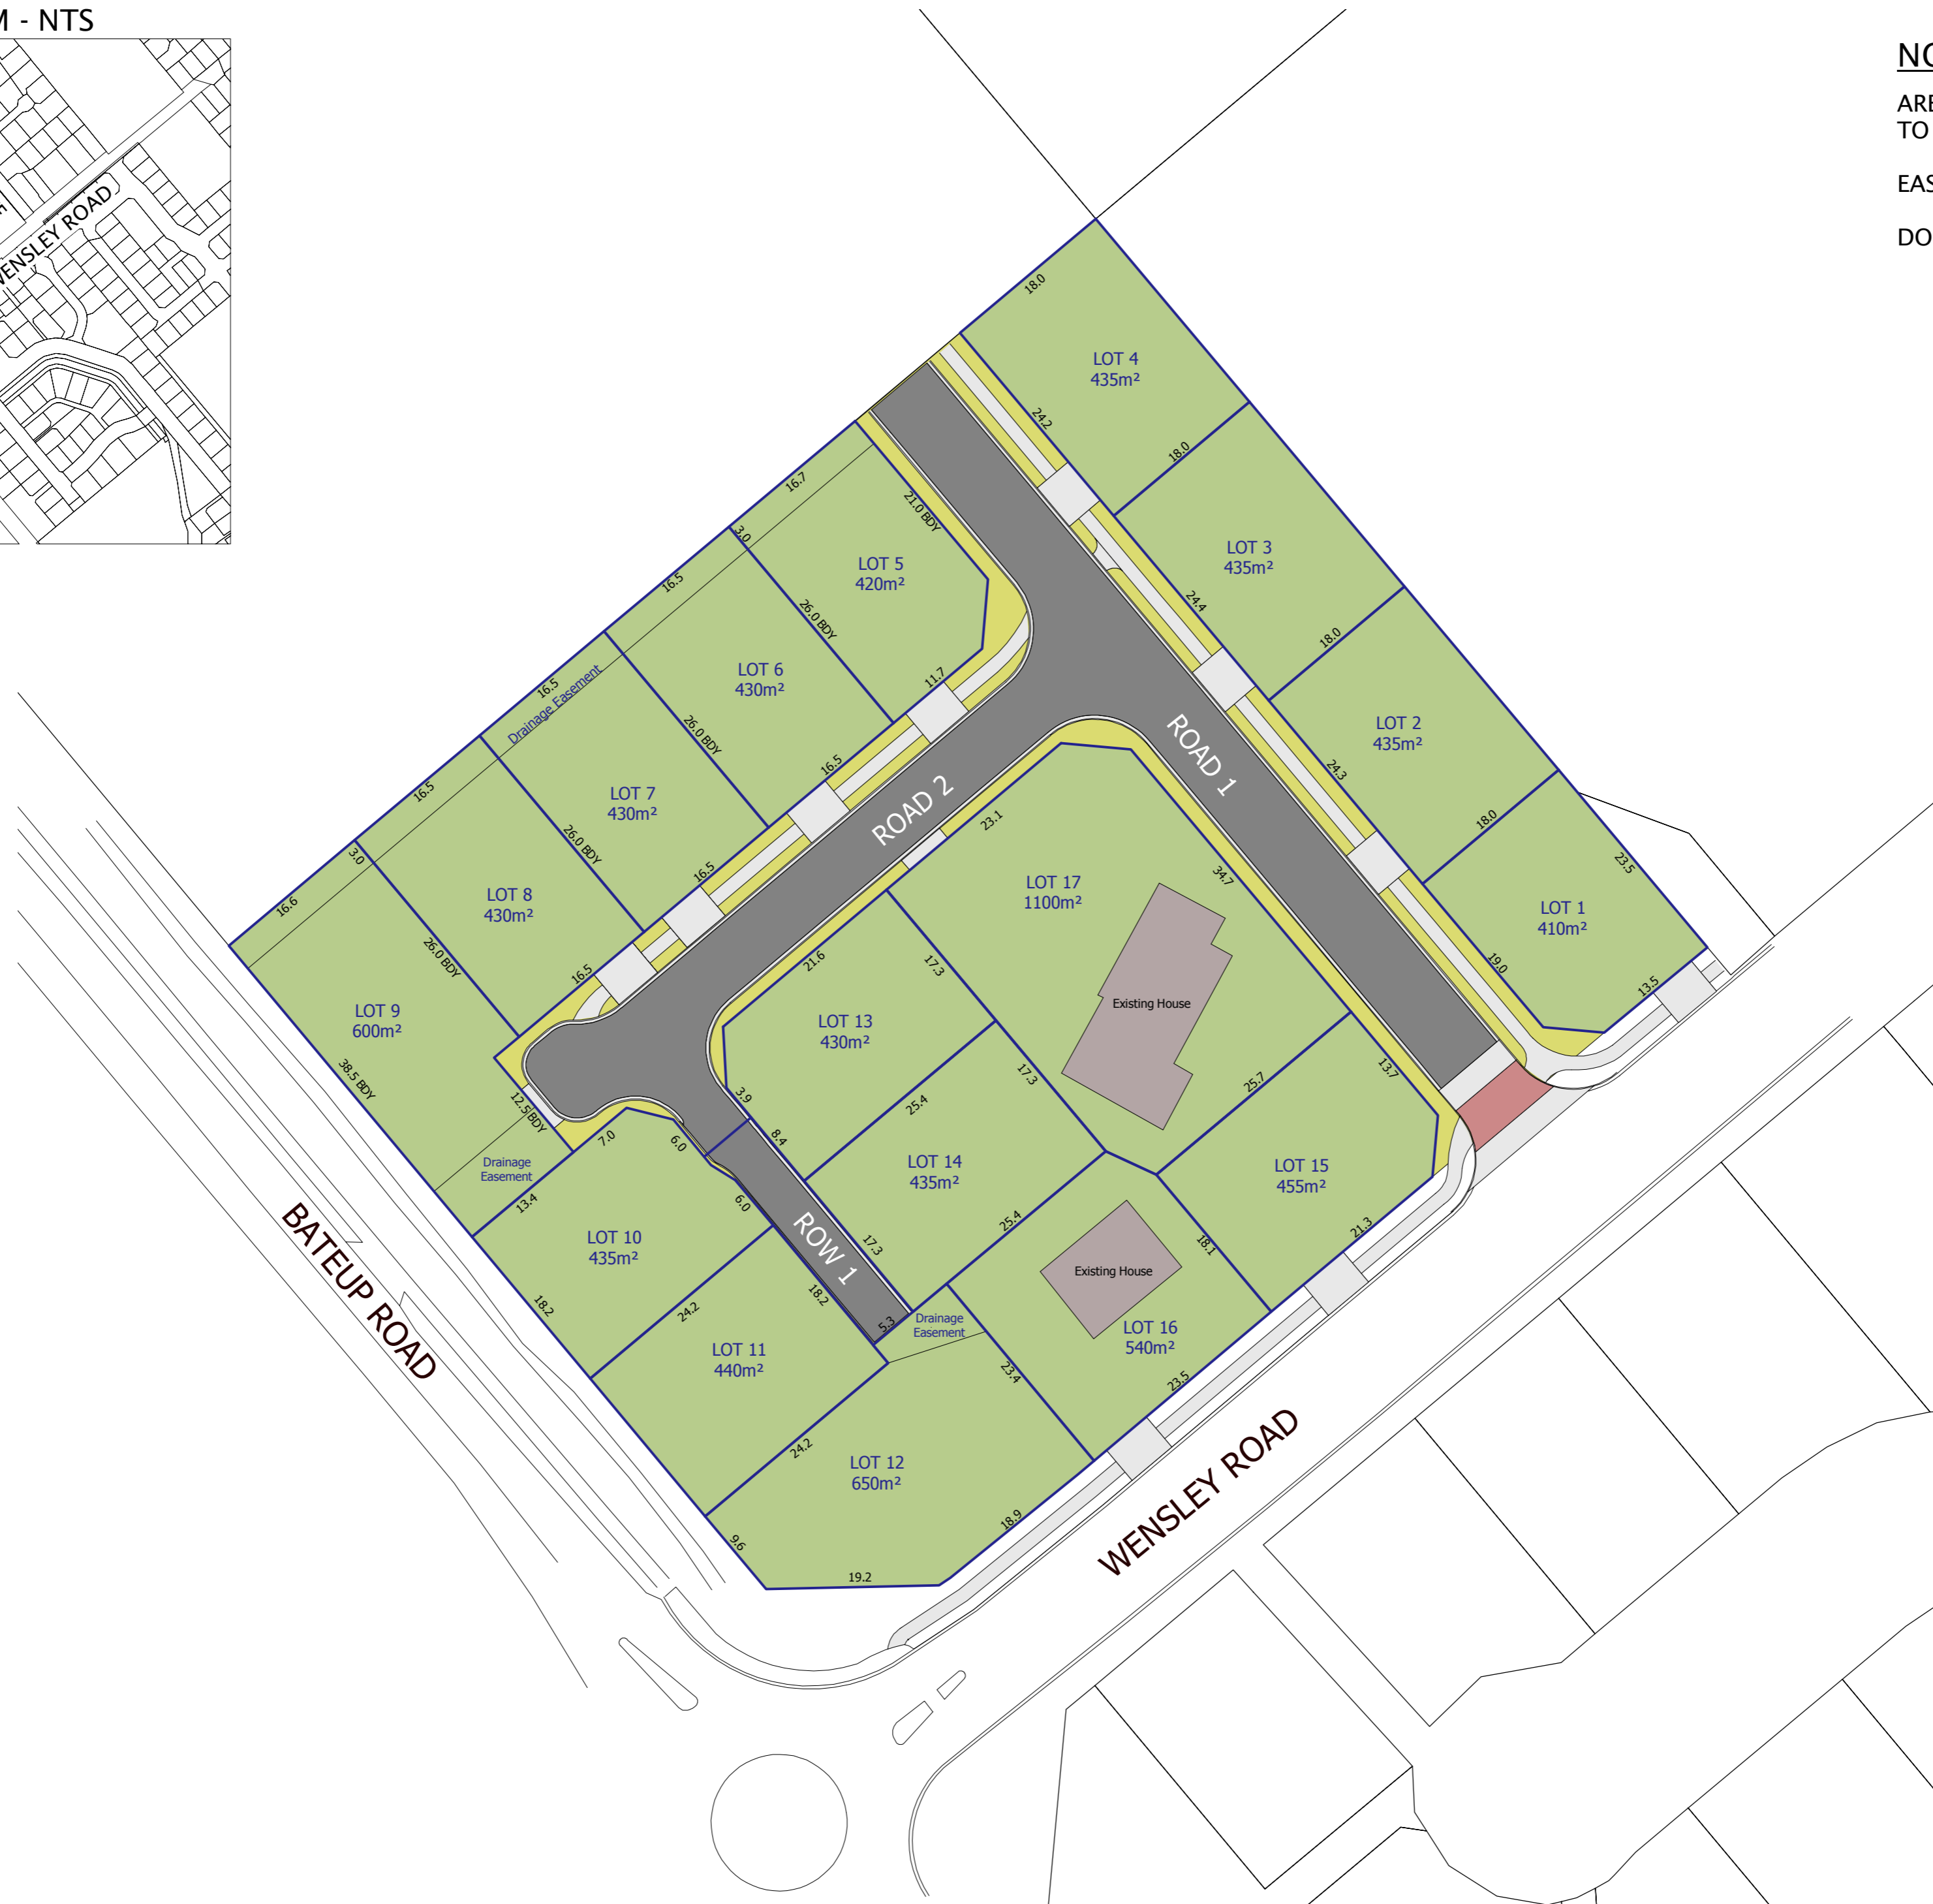 M - NTS
WENSLEY ROAD
NO
ARE
TO
EAS
DO
18.0
LOT 4
435m²
24.2
18.0
16.7
21.0 BDY
3.0
LOT 3
435m²
LOT 5
420m²
16.5
26.0 BDY
24.4
18.0
LOT 6
430m²
11.7
16.5
Drainage Easement
26.0 BDY
LOT 2
435m²
16.5
24.3
ROAD 1
ROAD 2
16.5
LOT 7
430m²
26.0 BDY
23.1
18.0
23.5
3.0
16.5
LOT 17
1100m²
34.7
LOT 8
430m²
16.6
LOT 1
410m²
26.0 BDY
16.5
21.6
17.3
19.0
13.5
Existing House
LOT 9
600m²
LOT 13
430m²
38.5 BDY
12.5 BDY
17.3
25.7
13.7
3.9
25.4
8.4
7.0
6.0
Drainage
Easement
LOT 14
435m²
LOT 15
455m²
13.4
6.0
25.4
21.3
LOT 10
435m²
ROW 1
17.3
18.1
Existing House
BATEUP ROAD
18.2
24.2
18.2
5.3
Drainage
Easement
LOT 16
540m²
LOT 11
440m²
23.4
23.5
24.2
LOT 12
650m²
WENSLEY ROAD
9.6
18.9
19.2